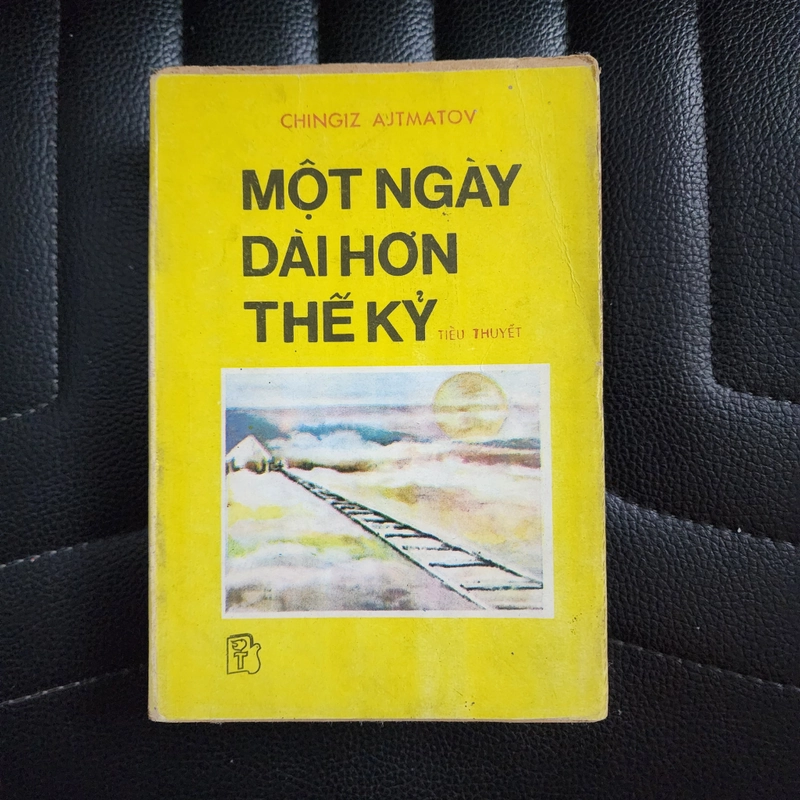 CHINGIZ AJTMATOV
MỘT NGÀY
DÀI HƠN
THẾ KỶ
TIỂU THUYẾT